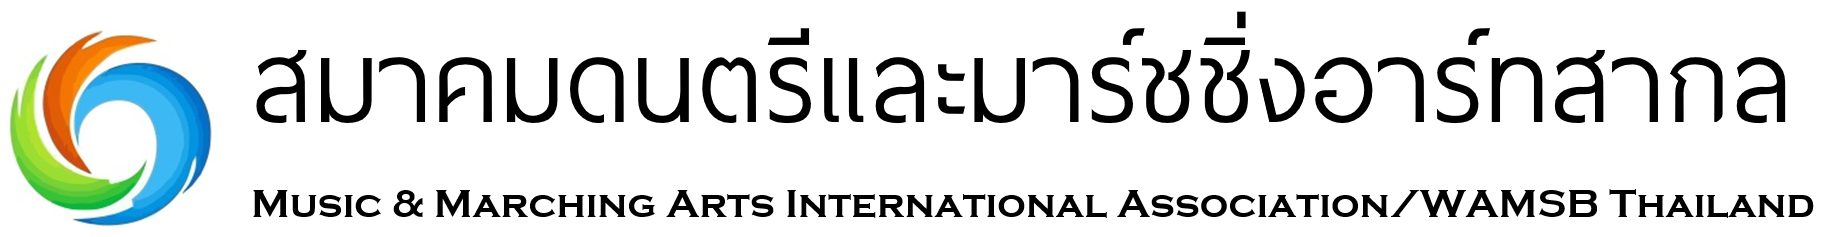 สมาคมดนตรีและมาร์ชชิ่งอาร์ทสากล
MUSIC & MARCHING ARTS INTERNATIONAL ASSOCIATION/WAMSB THAILAND